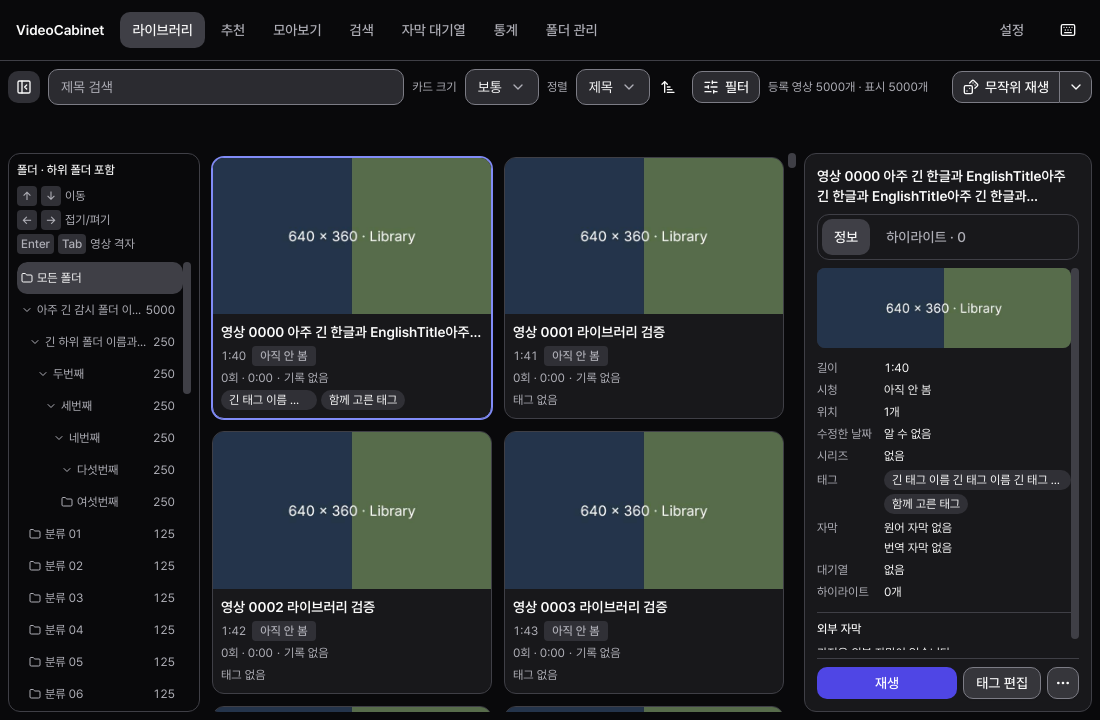 VideoCabinet 라이브러리 추천 모아보기 검색 자막 대기열 통계 폴더 관리 설정
제목 검색 카드 크기 보통 정렬 제목 필터 등록 영상 5000개 · 표시 5000개 무작위 재생
폴더 · 하위 폴더 포함
↑ ↓ 이동
← → 접기/펴기
Enter Tab 영상 격자
모든 폴더
아주 긴 감시 폴더 이... 5000
긴 하위 폴더 이름과... 250
두번째 250
세번째 250
네번째 250
다섯번째 250
여섯번째 250
분류 01 125
분류 02 125
분류 03 125
분류 04 125
분류 05 125
분류 06 125
640 × 360 · Library
영상 0000 아주 긴 한글과 EnglishTitle아주...
1:40 아직 안 봄
0회 · 0:00 · 기록 없음
긴 태그 이름 ... 함께 고른 태그
640 × 360 · Library
영상 0001 라이브러리 검증
1:41 아직 안 봄
0회 · 0:00 · 기록 없음
태그 없음
640 × 360 · Library
영상 0002 라이브러리 검증
1:42 아직 안 봄
0회 · 0:00 · 기록 없음
태그 없음
640 × 360 · Library
영상 0003 라이브러리 검증
1:43 아직 안 봄
0회 · 0:00 · 기록 없음
태그 없음
영상 0000 아주 긴 한글과 EnglishTitle아주
긴 한글과 EnglishTitle아주 긴 한글과...
정보 하이라이트 · 0
640 × 360 · Library
길이 1:40
시청 아직 안 봄
위치 1개
수정한 날짜 알 수 없음
시리즈 없음
태그 긴 태그 이름 긴 태그 이름 긴 태그 ...
함께 고른 태그
자막 원어 자막 없음
번역 자막 없음
대기열 없음
하이라이트 0개
외부 자막
재생 태그 편집 ···